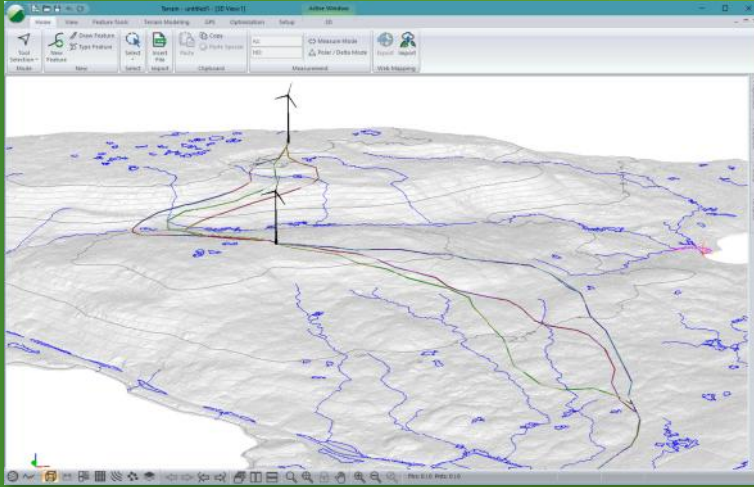 Terrain - untitled1 - [3D View 1]
Active Window
Home View Feature Tools Terrain Modeling GPS Optimization Setup 3D
Tool Selection
New Feature
Draw Feature
Type Feature
Select
Insert File
Paste
Copy
Paste Special
Measure Mode
Polar / Delta Mode
Export
Import
Mode New Select Import Clipboard Measurement Web Mapping